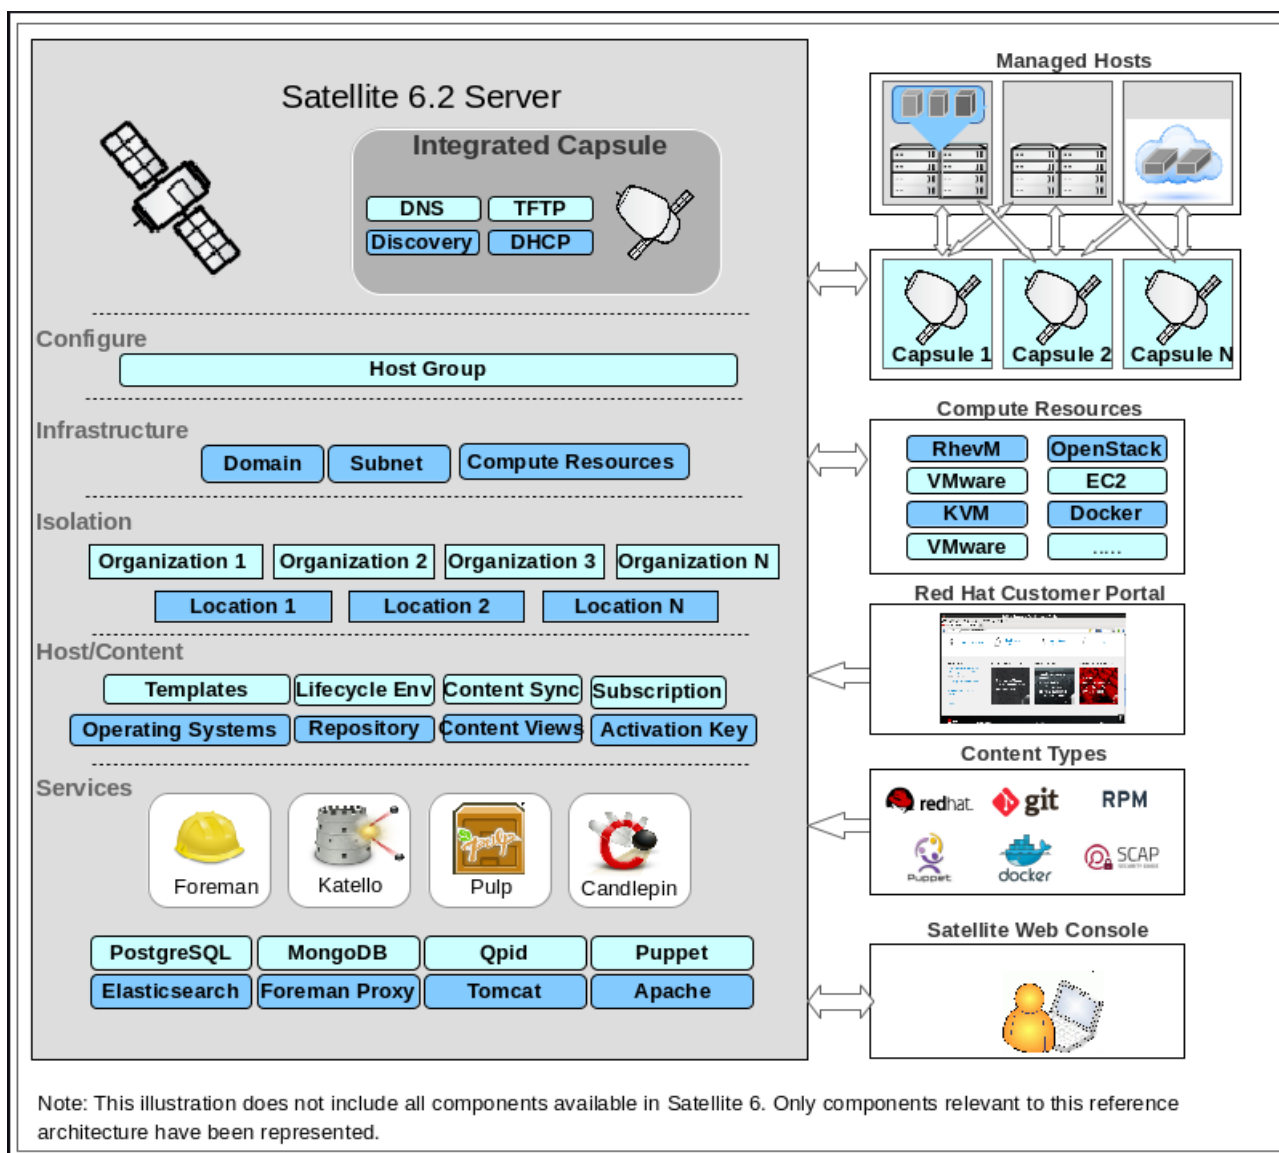 Satellite 6.2 Server
Integrated Capsule
DNS
TFTP
Discovery
DHCP
Configure
Host Group
Infrastructure
Domain
Subnet
Compute Resources
Isolation
Organization 1
Organization 2
Organization 3
Organization N
Location 1
Location 2
Location N
Host/Content
Templates
Lifecycle Env
Content Sync
Subscription
Operating Systems
Repository
Content Views
Activation Key
Services
Foreman
Katello
Pulp
Candlepin
PostgreSQL
MongoDB
Qpid
Puppet
Elasticsearch
Foreman Proxy
Tomcat
Apache
Managed Hosts
Capsule 1
Capsule 2
Capsule N
Compute Resources
RhevM
OpenStack
VMware
EC2
KVM
Docker
VMware
.....
Red Hat Customer Portal
Content Types
redhat.
git
RPM
Puppet
docker
SCAP
Satellite Web Console
Note: This illustration does not include all components available in Satellite 6. Only components relevant to this reference
architecture have been represented.